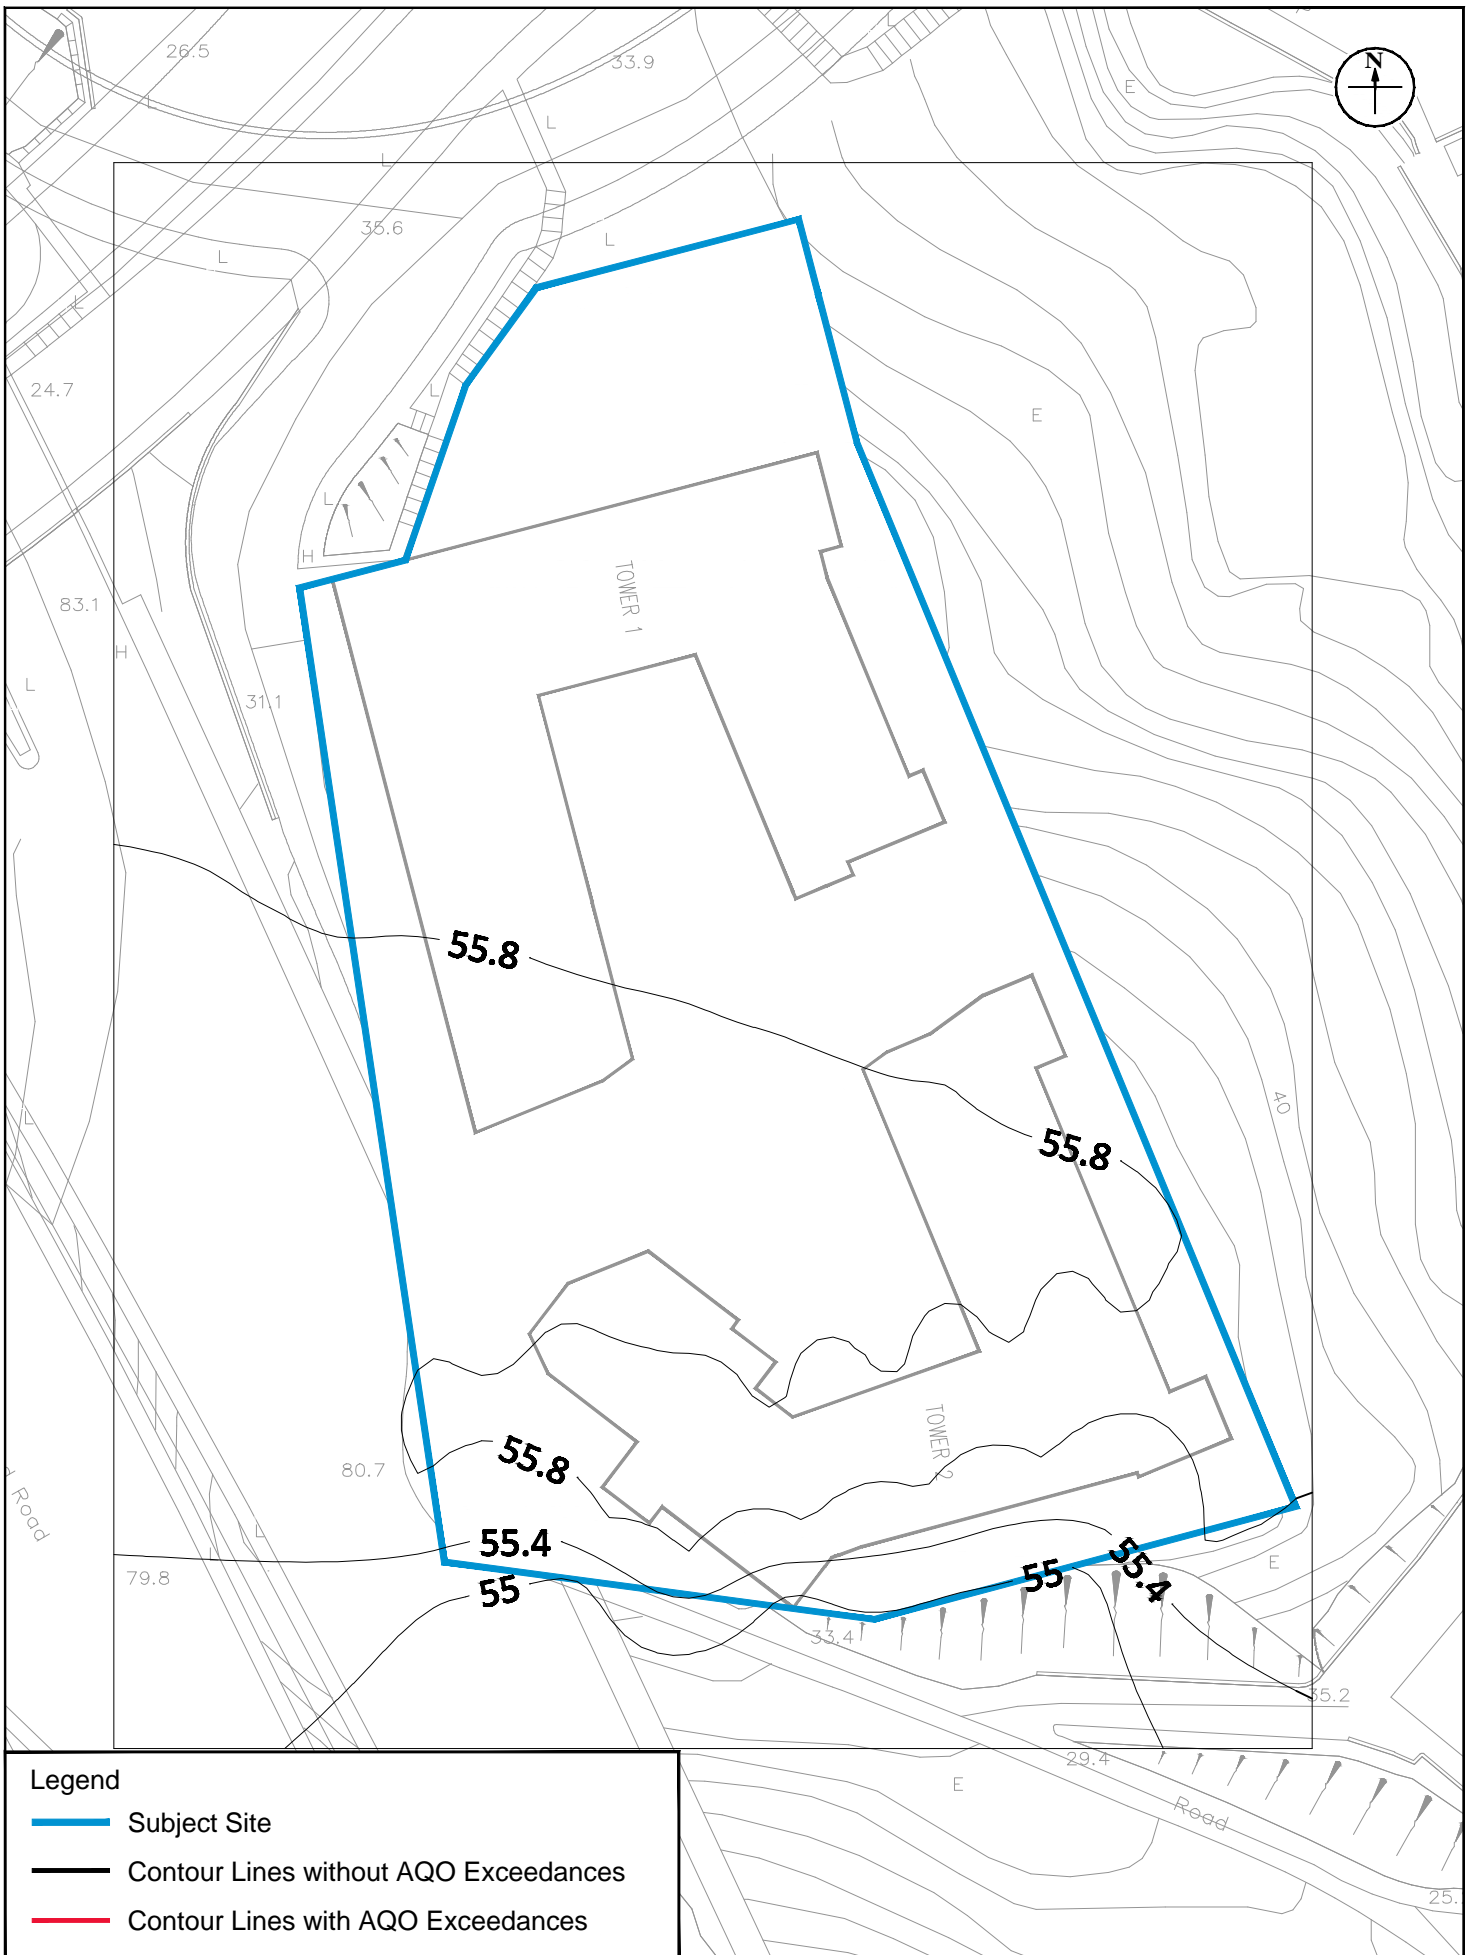 26.5
33.9
E
N
L
L
L
35.6
L
L
L
24.7
L
E
L
H
TOWER 1
83.1
H
L
31.1
55.8
40
55.8
L
TOWER 2
55.8
80.7
d Road
L
55.4
L
55
55
55.4
E
79.8
33.4
35.2
29.4
E
Road
25.
Legend
Subject Site
Contour Lines without AQO Exceedances
Contour Lines with AQO Exceedances